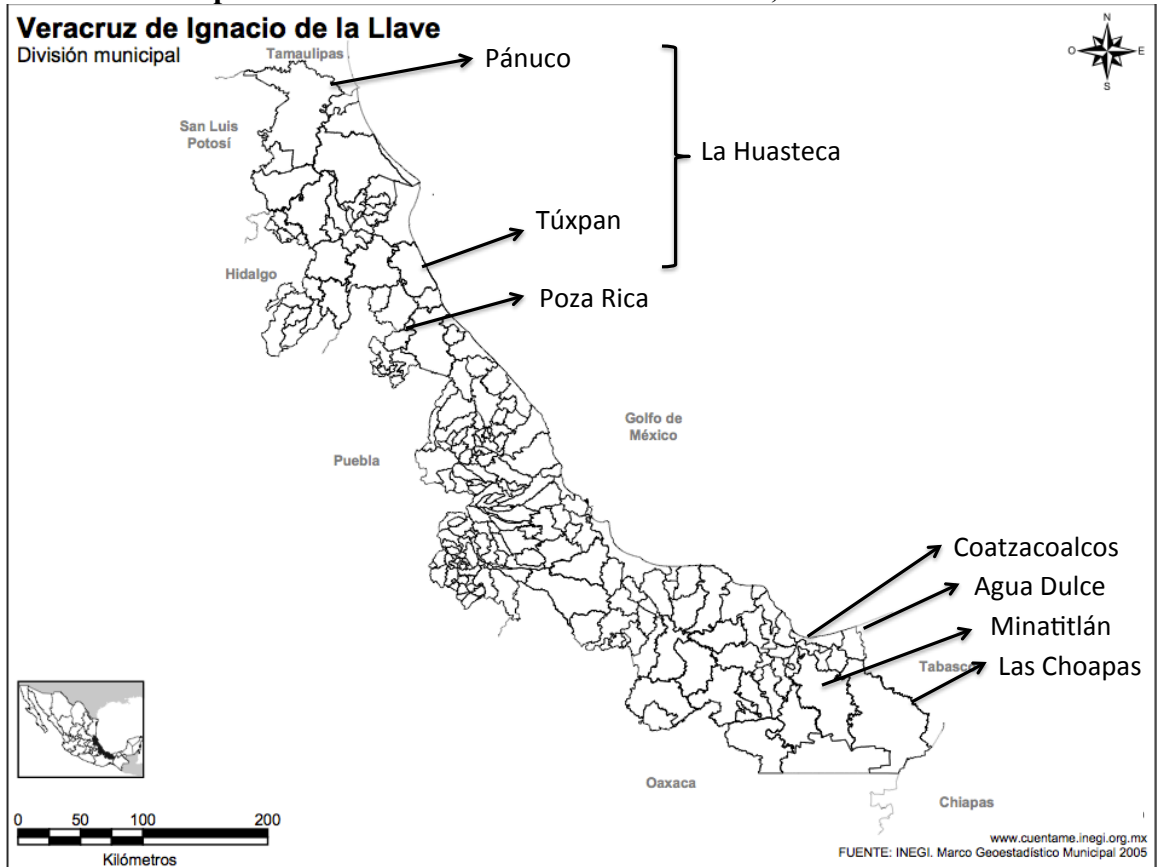 Veracruz de Ignacio de la Llave
División municipal
Tamaulipas
Pánuco
N
O
E
S
San Luis
Potosí
La Huasteca
Túxpan
Hidalgo
Poza Rica
Golfo de
México
Puebla
Coatzacoalcos
Agua Dulce
Minatitlán
Tabasco
Las Choapas
Oaxaca
Chiapas
0 50 100 200
Kilómetros
www.cuentame.inegi.org.mx
FUENTE: INEGI. Marco Geoestadístico Municipal 2005